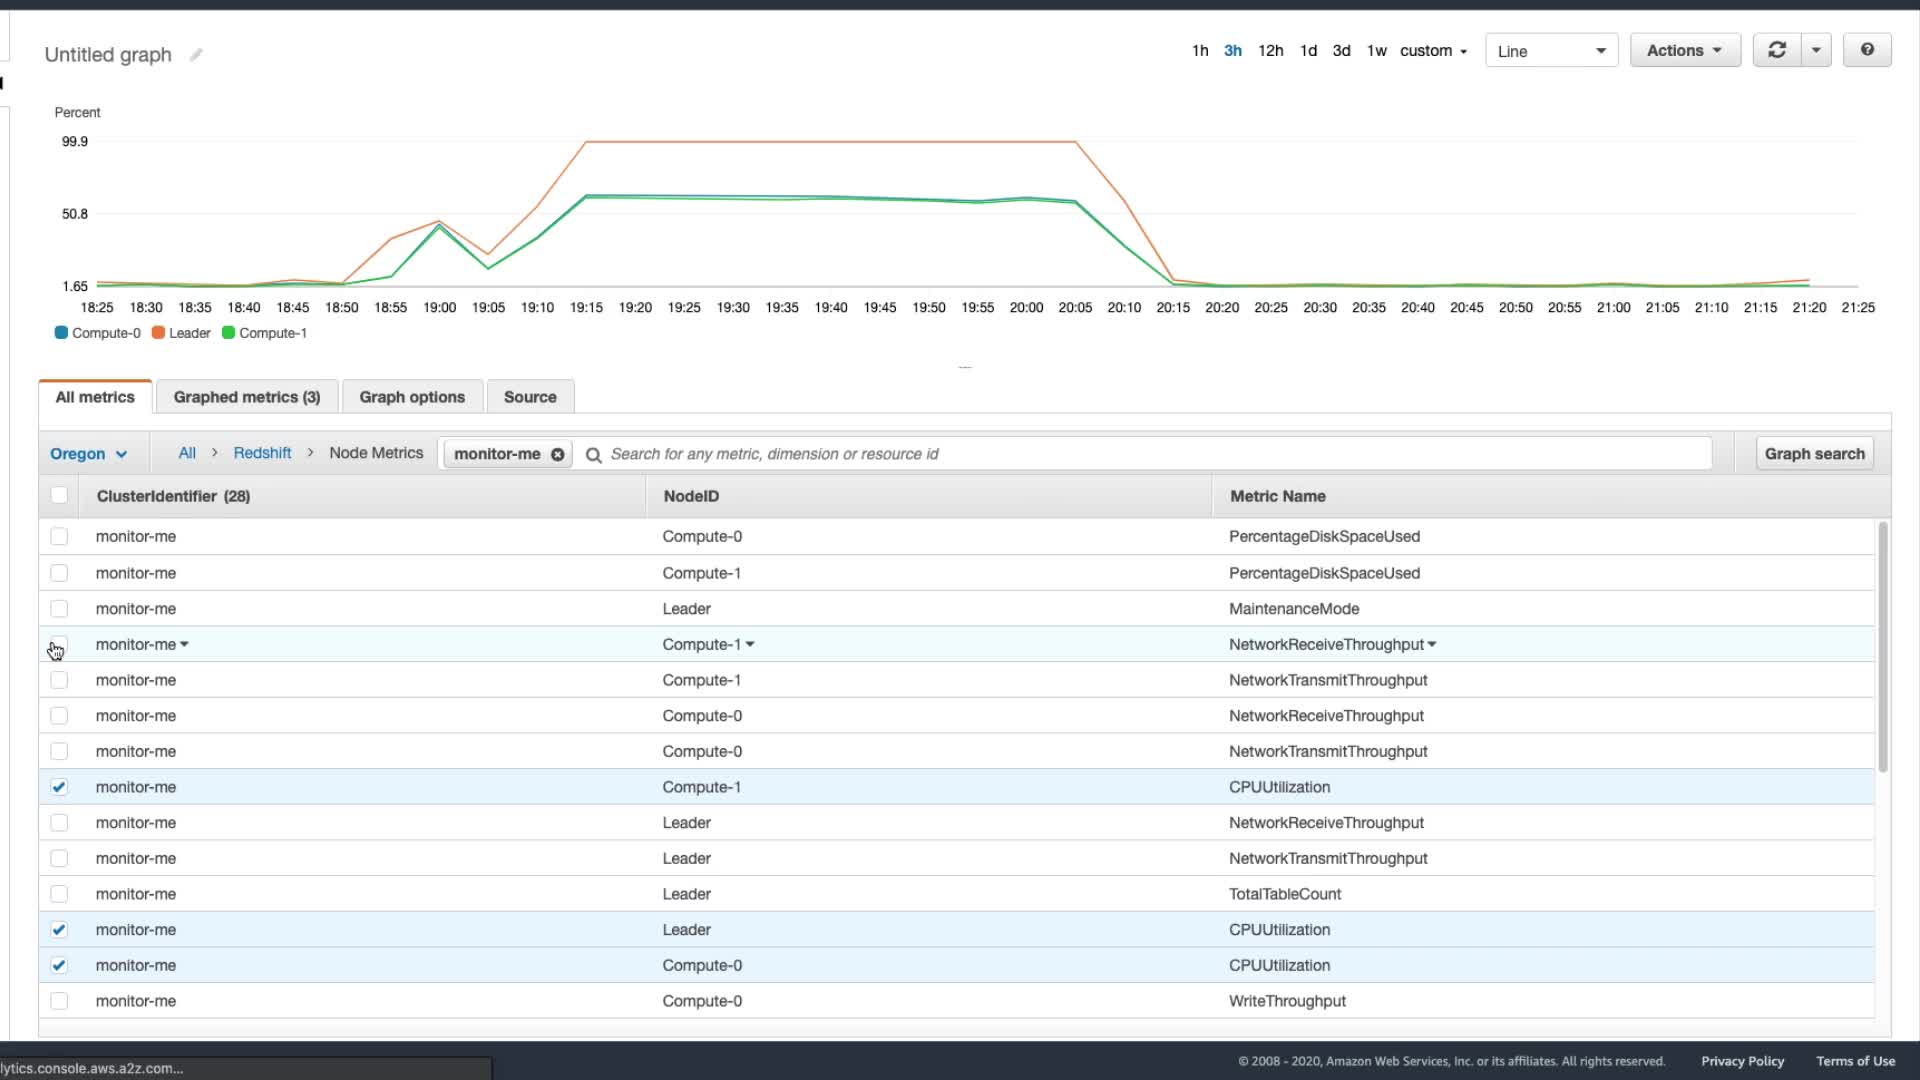 Untitled graph
1h 3h 12h 1d 3d 1w custom Line Actions
Percent
99.9
50.8
1.65
18:25 18:30 18:35 18:40 18:45 18:50 18:55 19:00 19:05 19:10 19:15 19:20 19:25 19:30 19:35 19:40 19:45 19:50 19:55 20:00 20:05 20:10 20:15 20:20 20:25 20:30 20:35 20:40 20:45 20:50 20:55 21:00 21:05 21:10 21:15 21:20 21:25
Compute-0 Leader Compute-1
All metrics Graphed metrics (3) Graph options Source
Oregon All > Redshift > Node Metrics monitor-me Search for any metric, dimension or resource id Graph search
ClusterIdentifier (28) NodeID Metric Name
monitor-me Compute-0 PercentageDiskSpaceUsed
monitor-me Compute-1 PercentageDiskSpaceUsed
monitor-me Leader MaintenanceMode
monitor-me Compute-1 NetworkReceiveThroughput
monitor-me Compute-1 NetworkTransmitThroughput
monitor-me Compute-0 NetworkReceiveThroughput
monitor-me Compute-0 NetworkTransmitThroughput
monitor-me Compute-1 CPUUtilization
monitor-me Leader NetworkReceiveThroughput
monitor-me Leader NetworkTransmitThroughput
monitor-me Leader TotalTableCount
monitor-me Leader CPUUtilization
monitor-me Compute-0 CPUUtilization
monitor-me Compute-0 WriteThroughput
lytics.console.aws.a2z.com... © 2008 - 2020, Amazon Web Services, Inc. or its affiliates. All rights reserved. Privacy Policy Terms of Use